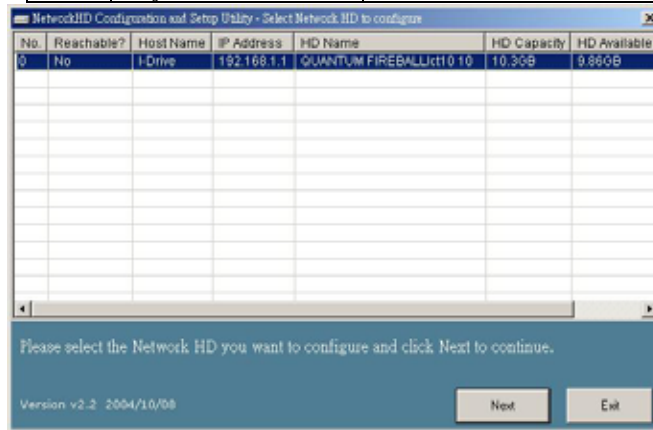 NetworkHD Configuration and Setup Utility - Select Network HD to configure
No. Reachable? Host Name IP Address HD Name HD Capacity HD Available
0 No I-Drive 192.168.1.1 QUANTUM FIREBALLlct10 10 10.3GB 9.86GB
Please select the Network HD you want to configure and click Next to continue.
Version v2.2 2004/10/08
Next Exit